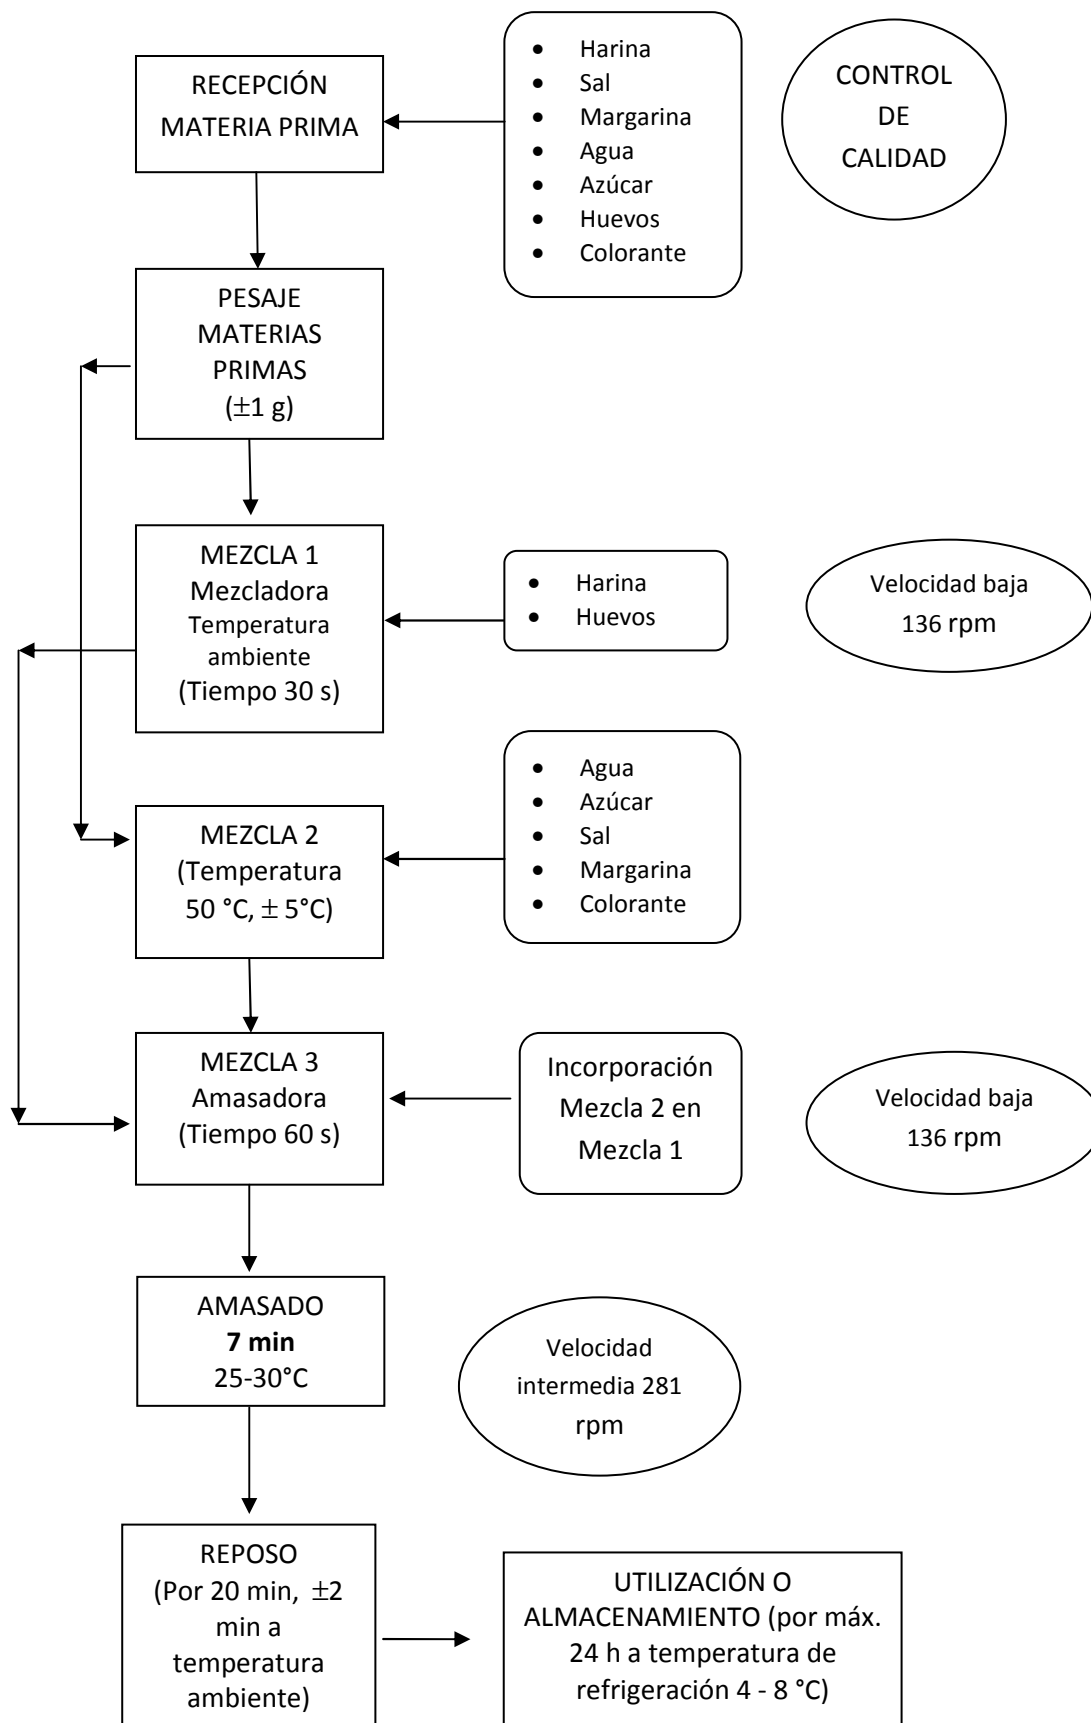 RECEPCIÓN
MATERIA PRIMA
• Harina
• Sal
• Margarina
• Agua
• Azúcar
• Huevos
• Colorante
CONTROL
DE
CALIDAD
PESAJE
MATERIAS
PRIMAS
(±1 g)
MEZCLA 1
Mezcladora
Temperatura
ambiente
(Tiempo 30 s)
• Harina
• Huevos
Velocidad baja
136 rpm
MEZCLA 2
(Temperatura
50 °C, ± 5°C)
• Agua
• Azúcar
• Sal
• Margarina
• Colorante
MEZCLA 3
Amasadora
(Tiempo 60 s)
Incorporación
Mezcla 2 en
Mezcla 1
Velocidad baja
136 rpm
AMASADO
7 min
25-30°C
Velocidad
intermedia 281
rpm
REPOSO
(Por 20 min, ±2
min a
temperatura
ambiente)
UTILIZACIÓN O
ALMACENAMIENTO (por máx.
24 h a temperatura de
refrigeración 4 - 8 °C)